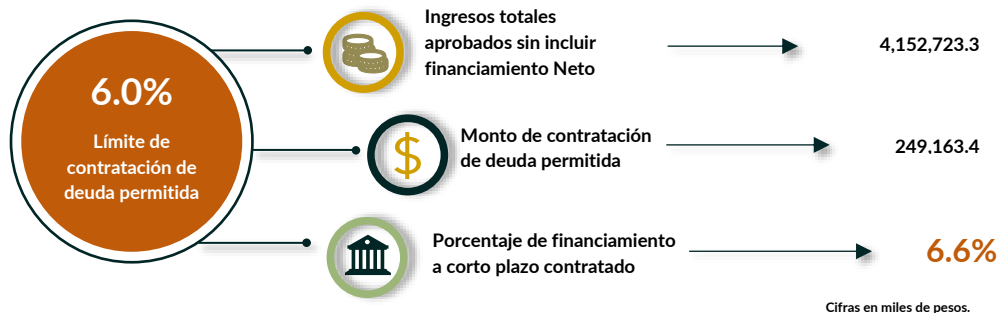 6.0%
Límite de
contratación de
deuda permitida
Ingresos totales
aprobados sin incluir
financiamiento Neto
4,152,723.3
$
Monto de contratación
de deuda permitida
249,163.4
Porcentaje de financiamiento
a corto plazo contratado
6.6%
Cifras en miles de pesos.